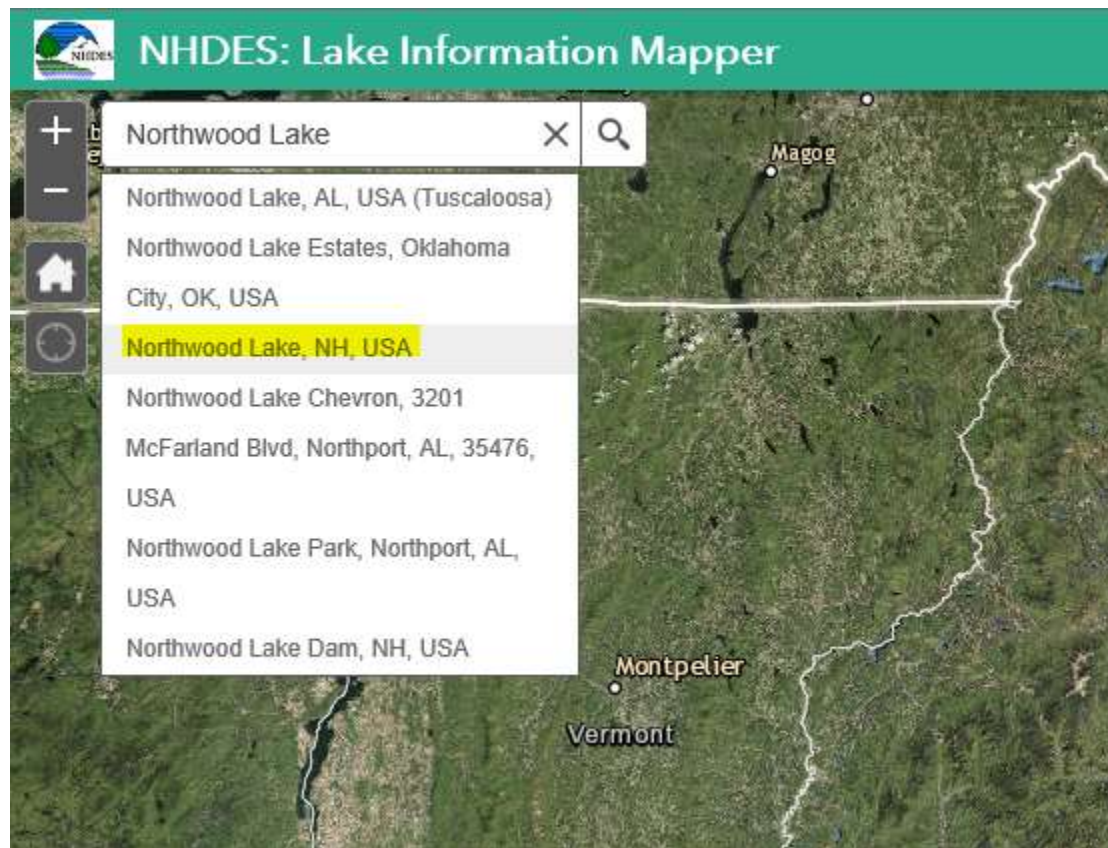 NHDES
NHDES: Lake Information Mapper
Northwood Lake
Magog
Northwood Lake, AL, USA (Tuscaloosa)
Northwood Lake Estates, Oklahoma
City, OK, USA
Northwood Lake, NH, USA
Northwood Lake Chevron, 3201
McFarland Blvd, Northport, AL, 35476,
USA
Northwood Lake Park, Northport, AL,
USA
Northwood Lake Dam, NH, USA
Montpelier
Vermont